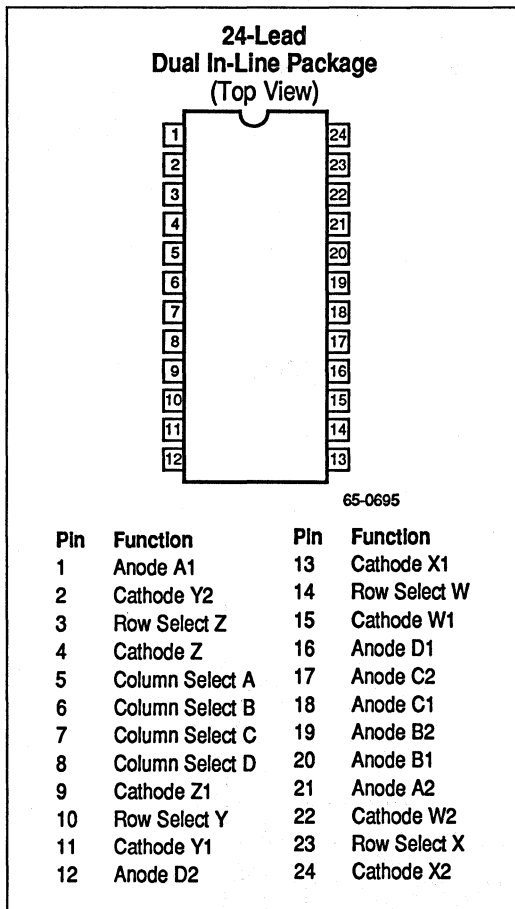 24-Lead
Dual In-Line Package
(Top View)
1 24
2 23
3 22
4 21
5 20
6 19
7 18
8 17
9 16
10 15
11 14
12 13
65-0695
Pin Function Pin Function
1 Anode A1 13 Cathode X1
2 Cathode Y2 14 Row Select W
3 Row Select Z 15 Cathode W1
4 Cathode Z 16 Anode D1
5 Column Select A 17 Anode C2
6 Column Select B 18 Anode C1
7 Column Select C 19 Anode B2
8 Column Select D 20 Anode B1
9 Cathode Z1 21 Anode A2
10 Row Select Y 22 Cathode W2
11 Cathode Y1 23 Row Select X
12 Anode D2 24 Cathode X2